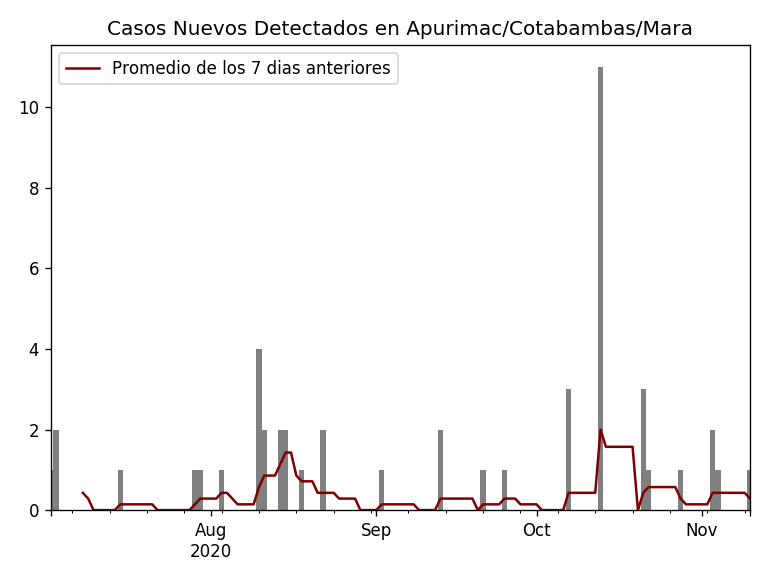 Casos Nuevos Detectados en Apurimac/Cotabambas/Mara
Promedio de los 7 dias anteriores
10
8
6
4
2
0
Aug Sep Oct Nov
2020